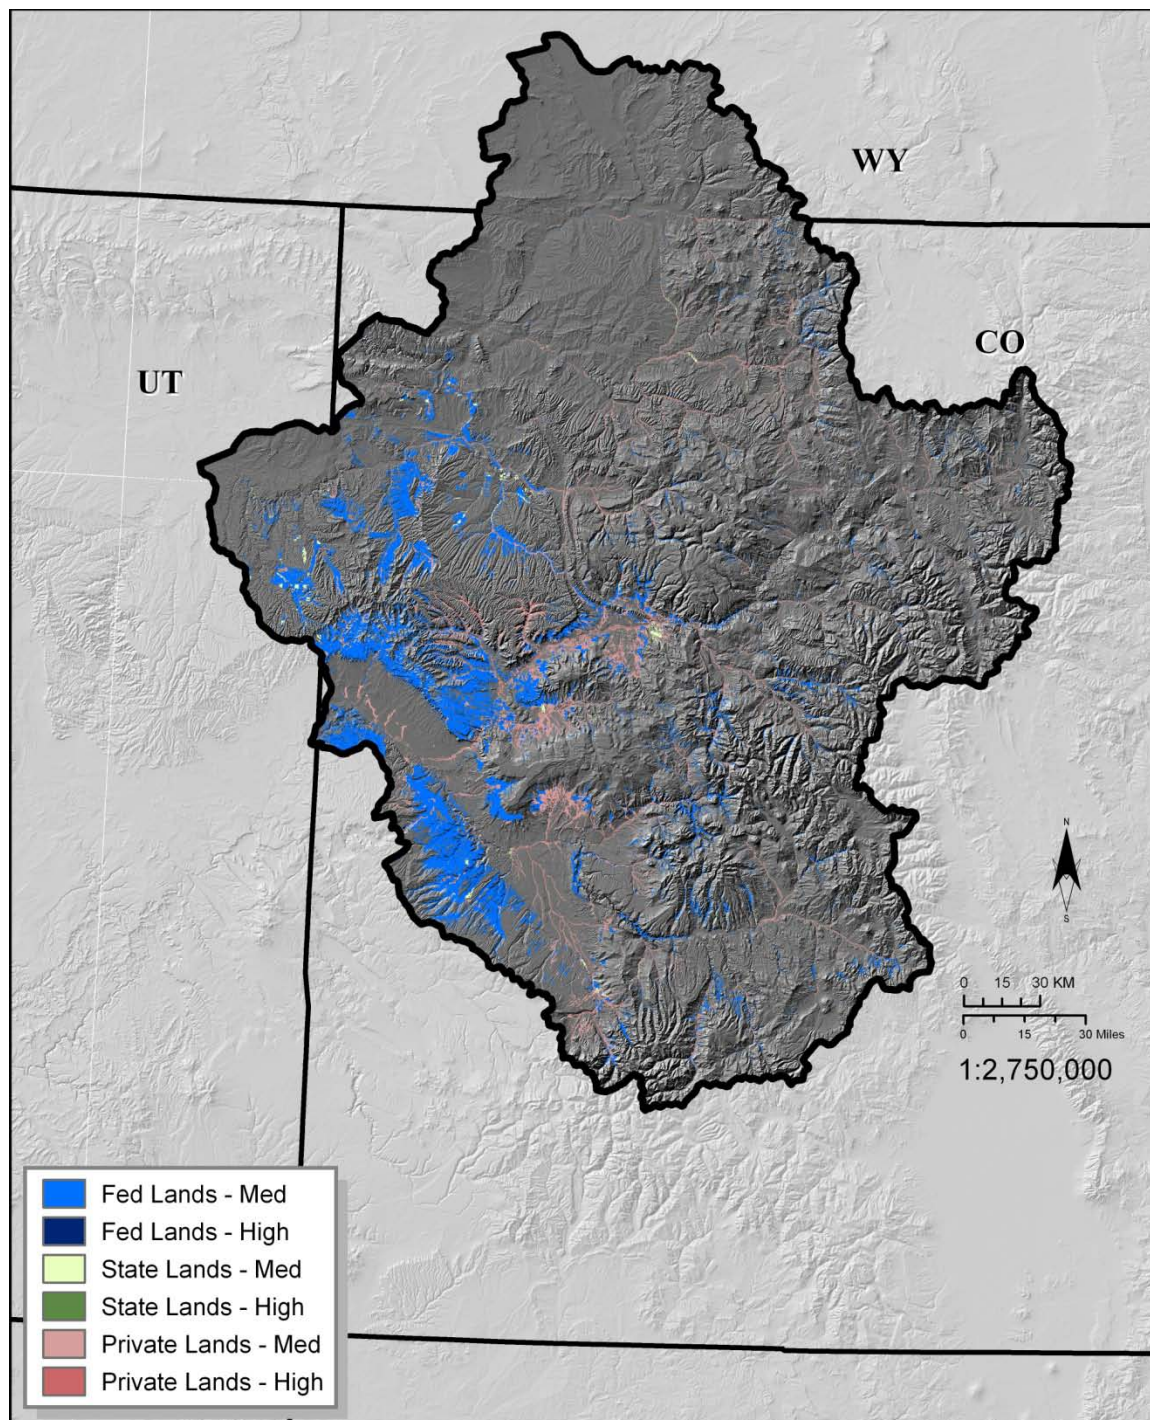 WY
CO
UT
N
S
0 15 30 KM
0 15 30 Miles
1:2,750,000
Fed Lands - Med
Fed Lands - High
State Lands - Med
State Lands - High
Private Lands - Med
Private Lands - High